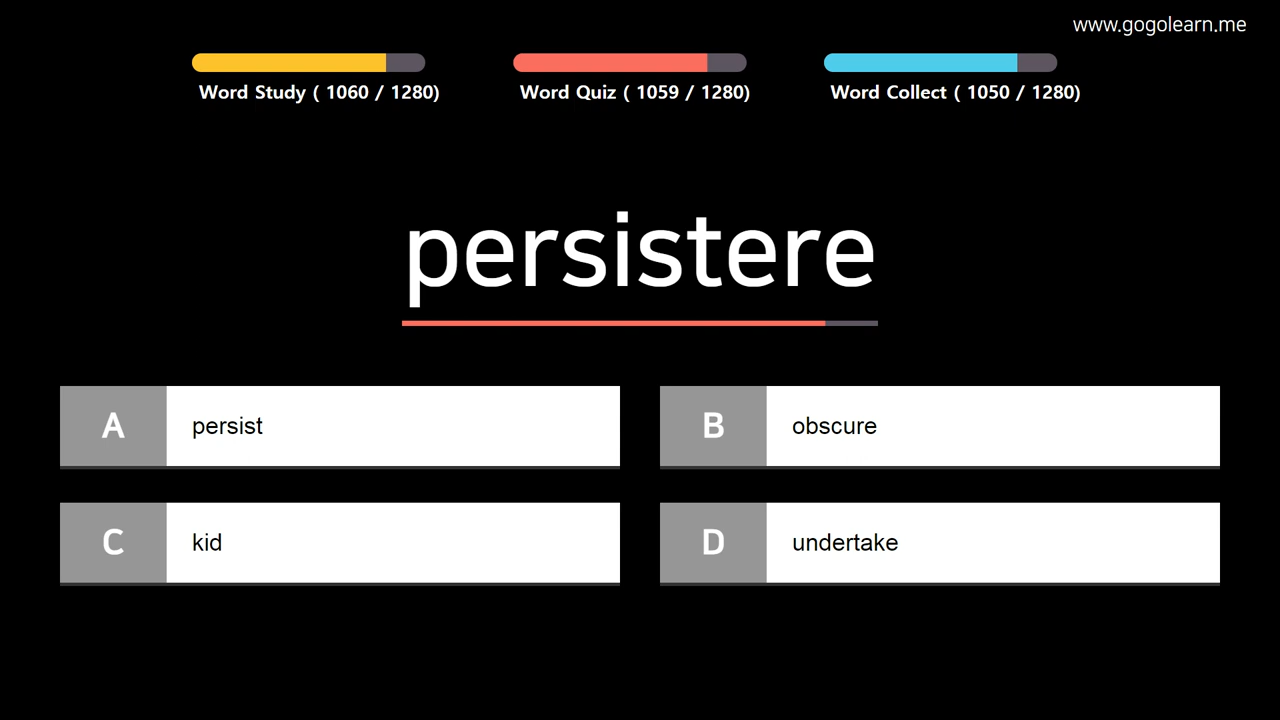 www.gogolearn.me
Word Study ( 1060 / 1280)
Word Quiz ( 1059 / 1280)
Word Collect ( 1050 / 1280)
persistere
A persist
B obscure
C kid
D undertake